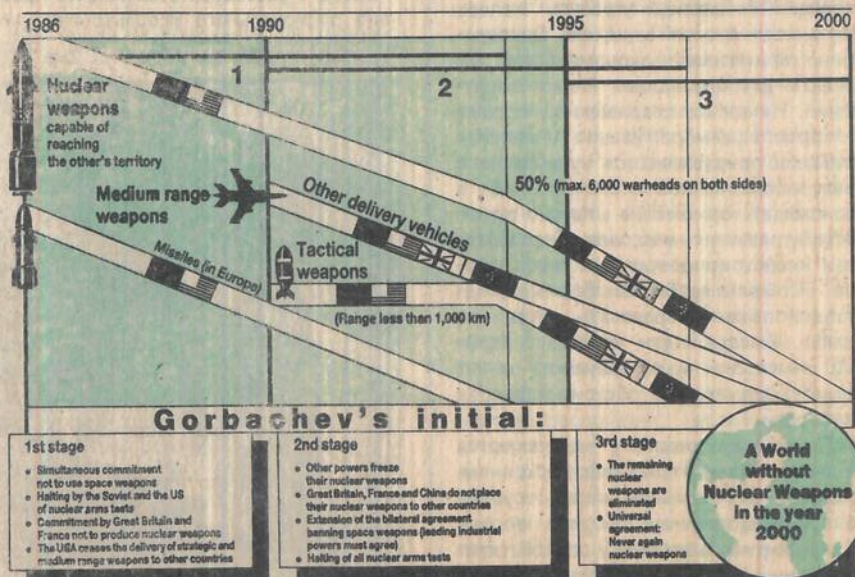 1986
1990
1995
2000
1
2
3
Nuclear
weapons
capable of
reaching
the other's territory
Medium range
weapons
Missiles (in Europe)
Other delivery vehicles
Tactical
weapons
(Range less than 1,000 km)
50% (max. 6,000 warheads on both sides)
Gorbachev's initial:
1st stage
• Simultaneous commitment
not to use space weapons
• Halting by the Soviet and the US
of nuclear arms tests
• Commitment by Great Britain and
France not to produce nuclear weapons
• The USA ceases the delivery of strategic and
medium range weapons to other countries
2nd stage
• Other powers freeze
their nuclear weapons
• Great Britain, France and China do not place
their nuclear weapons to other countries
• Extension of the bilateral agreement
banning space weapons (leading industrial
powers must agree)
• Halting of all nuclear arms tests
3rd stage
• The remaining
nuclear
weapons are
eliminated
• Universal
agreement:
Never again
nuclear weapons
A World
without
Nuclear Weapons
in the year
2000